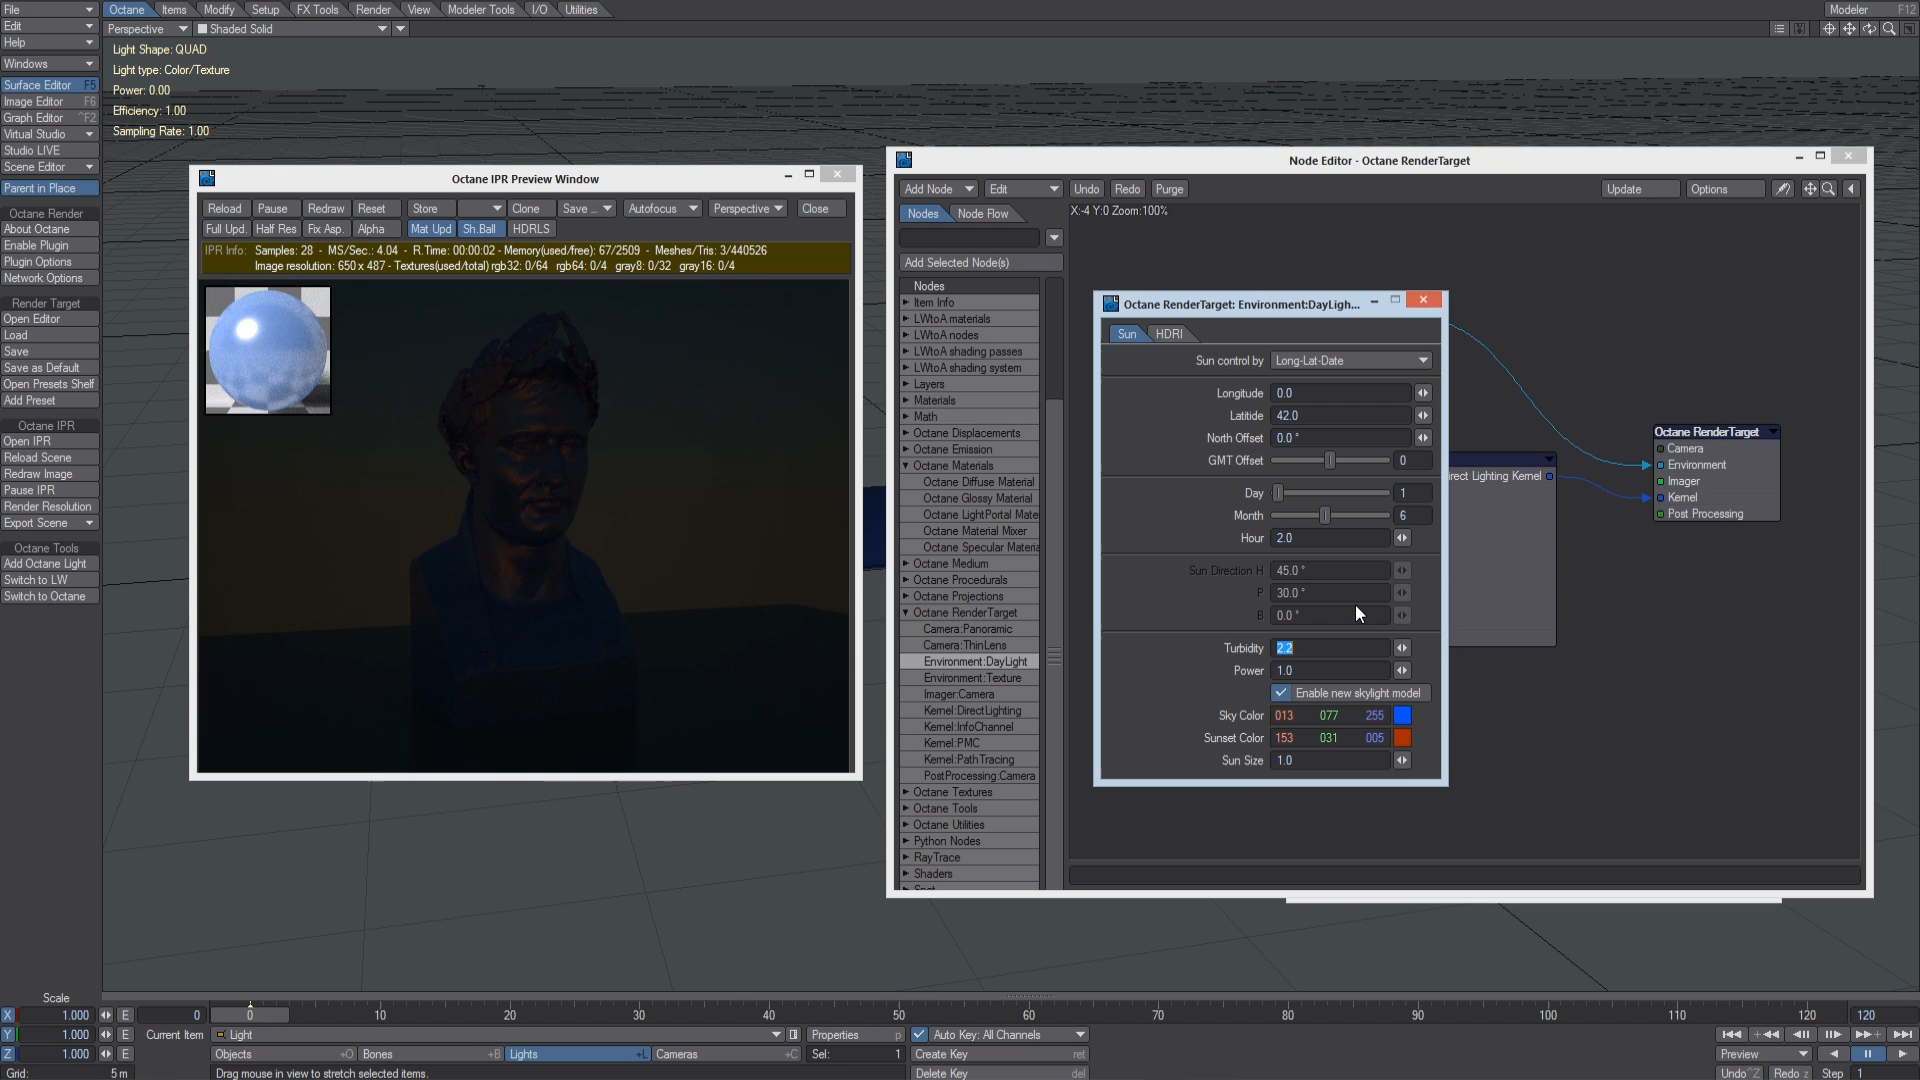 File
Edit
Help
Windows
Surface Editor F5
Image Editor F6
Graph Editor ^F2
Virtual Studio
Studio LIVE
Scene Editor
Parent in Place
Octane Render
About Octane
Enable Plugin
Plugin Options
Network Options
Render Target
Open Editor
Load
Save
Save as Default
Open Presets Shelf
Add Preset
Octane IPR
Open IPR
Reload Scene
Redraw Image
Pause IPR
Render Resolution
Export Scene
Octane Tools
Add Octane Light
Switch to LW
Switch to Octane
Octane Items Modify Setup FX Tools Render View Modeler Tools I/O Utilities Modeler F12
Perspective Shaded Solid
Light Shape: QUAD
Light type: Color/Texture
Power: 0.00
Efficiency: 1.00
Sampling Rate: 1.00
Octane IPR Preview Window
Reload Pause Redraw Reset Store Clone Save ... Autofocus Perspective Close
Full Upd. Half Res Fix Asp. Alpha Mat Upd Sh.Ball HDRLS
IPR Info: Samples: 28 - MS/Sec.: 4.04 - R.Time: 00:00:02 - Memory(used/free): 67/2509 - Meshes/Tris: 3/440526
Image resolution: 650 x 487 - Textures(used/total) rgb32: 0/64 rgb64: 0/4 gray8: 0/32 gray16: 0/4
Node Editor - Octane RenderTarget
Add Node Edit Undo Redo Purge Update Options
Nodes Node Flow X:-4 Y:0 Zoom:100%
Add Selected Node(s)
Nodes
Item Info
LWtoA materials
LWtoA nodes
LWtoA shading passes
LWtoA shading system
Layers
Materials
Math
Octane Displacements
Octane Emission
Octane Materials
Octane Diffuse Material
Octane Glossy Material
Octane LightPortal Mate
Octane Material Mixer
Octane Specular Materia
Octane Medium
Octane Procedurals
Octane Projections
Octane RenderTarget
Camera:Panoramic
Camera:ThinLens
Environment:DayLight
Environment:Texture
Imager:Camera
Kernel:DirectLighting
Kernel:InfoChannel
Kernel:PMC
Kernel:PathTracing
PostProcessing:Camera
Octane Textures
Octane Tools
Octane Utilities
Python Nodes
RayTrace
Shaders
Spot
Octane RenderTarget: Environment:DayLigh...
Sun HDRI
Sun control by Long-Lat-Date
Longitude 0.0
Latitide 42.0
North Offset 0.0 °
GMT Offset 0
Day 1
Month 6
Hour 2.0
Sun Direction H 45.0 °
P 30.0 °
B 0.0 °
Turbidity 2.2
Power 1.0
Enable new skylight model
Sky Color 013 077 255
Sunset Color 153 031 005
Sun Size 1.0
irect Lighting Kernel
Octane RenderTarget
Camera
Environment
Imager
Kernel
Post Processing
Scale
X 1.000 E 0 0 10 20 30 40 50 60 70 80 90 100 110 120 120
Y 1.000 E Current Item Light Properties p Auto Key: All Channels
Z 1.000 E Objects +O Bones +B Lights +L Cameras +C Sel: 1 Create Key ret Preview
Grid: 5 m Drag mouse in view to stretch selected items. Delete Key del Undo ^Z Redo z Step 1